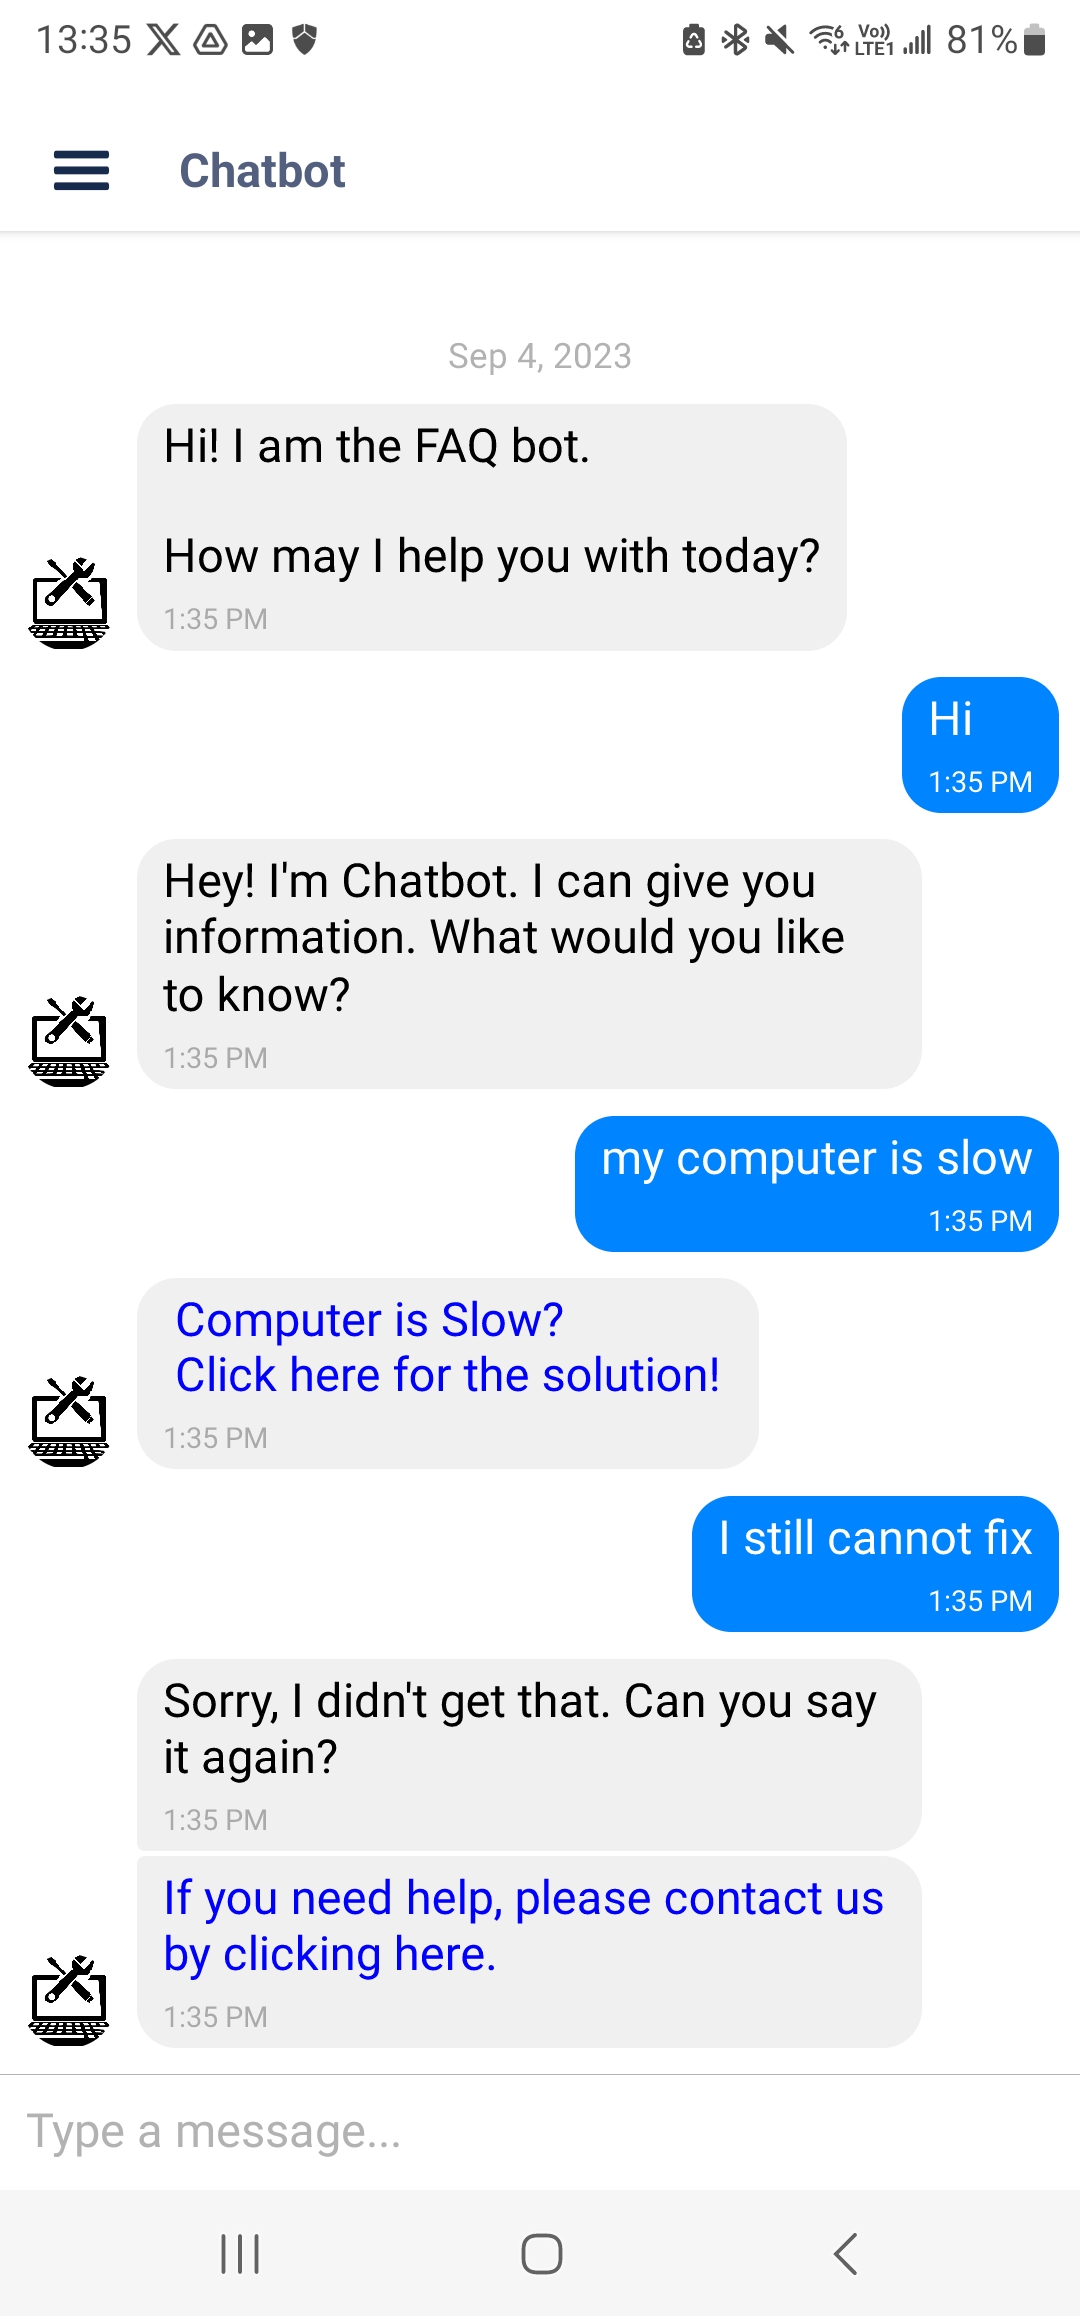 13:35
Vo))
LTE1
6
81%
Chatbot
Sep 4, 2023
Hi! I am the FAQ bot.
How may I help you with today?
1:35 PM
Hi
1:35 PM
Hey! I'm Chatbot. I can give you
information. What would you like
to know?
1:35 PM
my computer is slow
1:35 PM
Computer is Slow?
Click here for the solution!
1:35 PM
I still cannot fix
1:35 PM
Sorry, I didn't get that. Can you say
it again?
1:35 PM
If you need help, please contact us
by clicking here.
1:35 PM
Type a message...